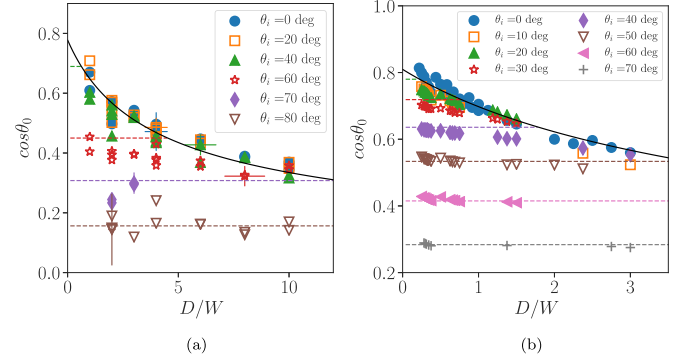 cosθ₀
0.8
0.6
0.4
0.2
0.0
0
5
10
D/W
θᵢ =0 deg
θᵢ =20 deg
θᵢ =40 deg
θᵢ =60 deg
θᵢ =70 deg
θᵢ =80 deg
(a)
cosθ₀
1.0
0.8
0.6
0.4
0.2
0
1
2
3
D/W
θᵢ =0 deg
θᵢ =10 deg
θᵢ =20 deg
θᵢ =30 deg
θᵢ =40 deg
θᵢ =50 deg
θᵢ =60 deg
θᵢ =70 deg
(b)